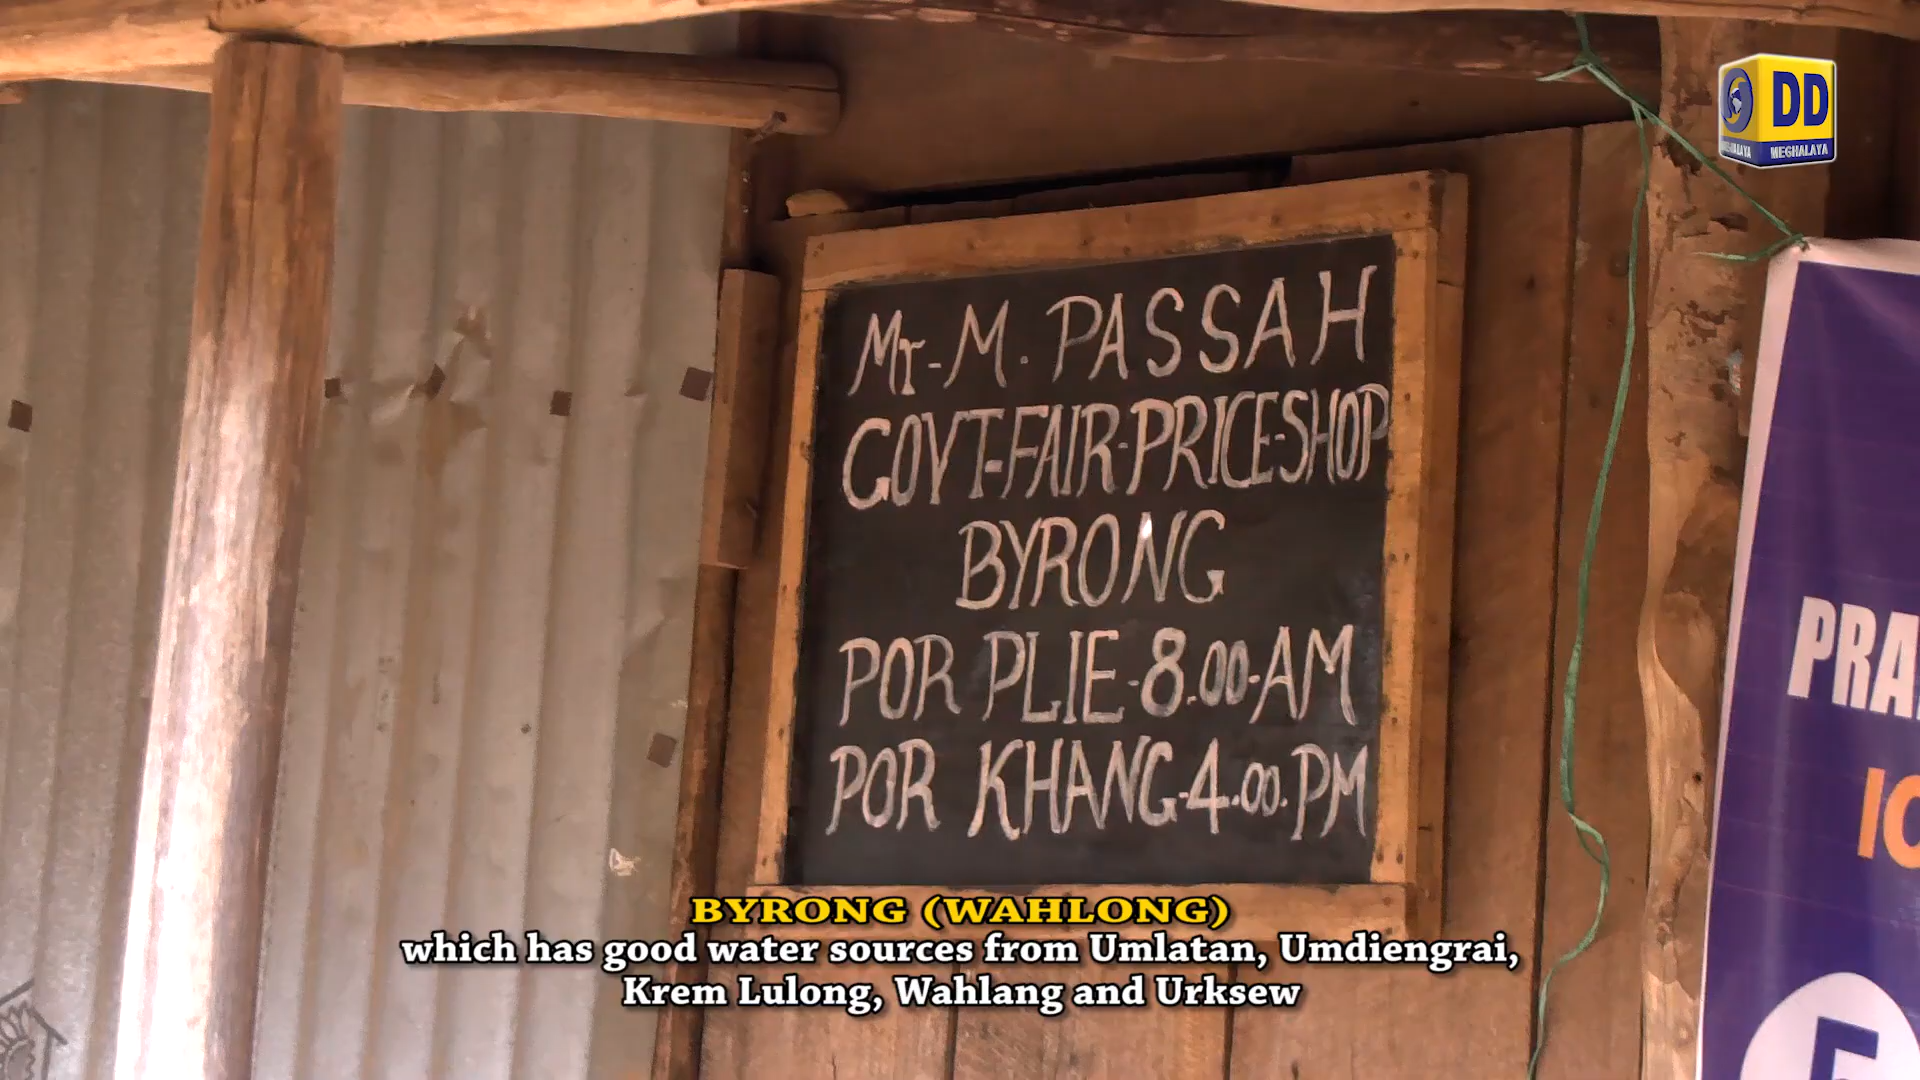 DD
MEGHALAYA
Mr-M. PASSAH
GOVT-FAIR-PRICE-SHOP
BYRONG
POR PLIE-8.00-AM
POR KHANG-4.00.PM
PRA
IO
BYRONG (WAHLONG)
which has good water sources from Umlatan, Umdiengrai,
Krem Lulong, Wahlang and Urksew